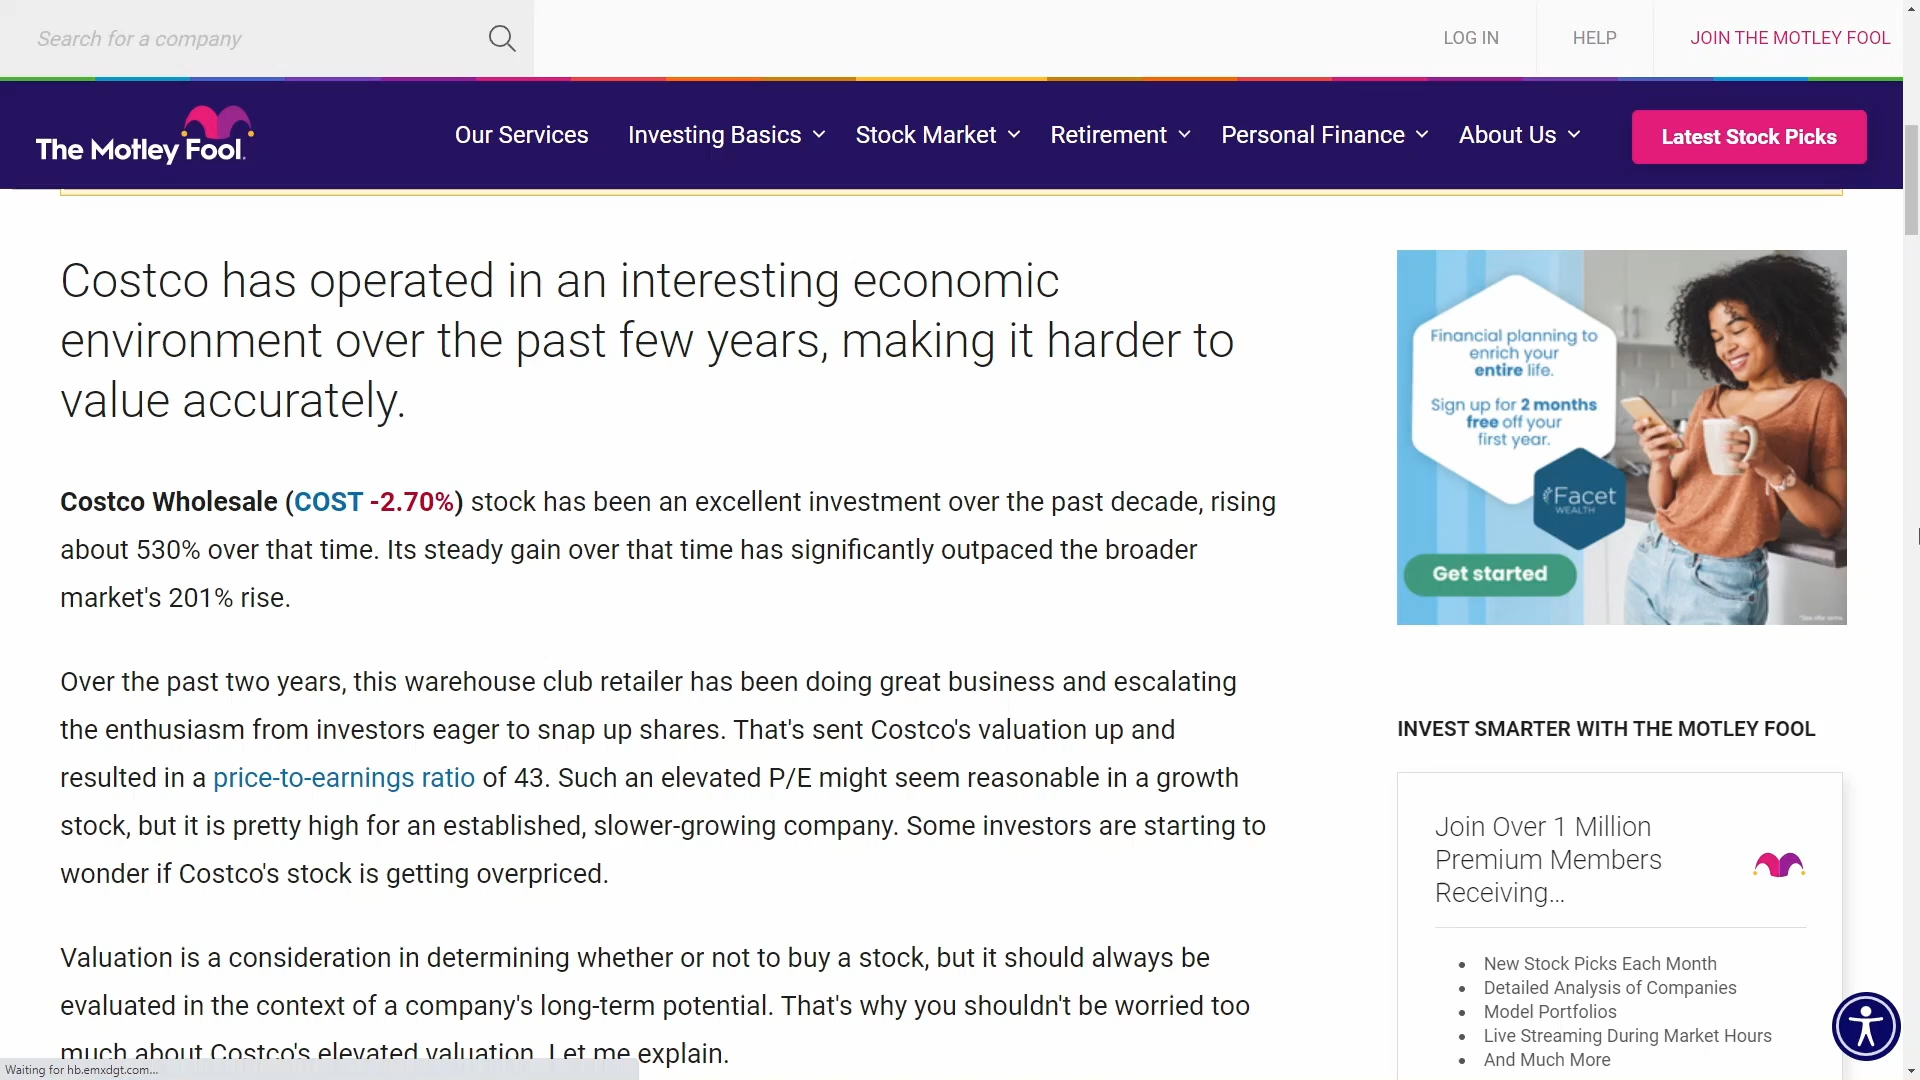 Search for a company
LOG IN
HELP
JOIN THE MOTLEY FOOL
The Motley Fool.
Our Services
Investing Basics
Stock Market
Retirement
Personal Finance
About Us
Latest Stock Picks
Costco has operated in an interesting economic
environment over the past few years, making it harder to
value accurately.
Costco Wholesale (COST -2.70%) stock has been an excellent investment over the past decade, rising
about 530% over that time. Its steady gain over that time has significantly outpaced the broader
market's 201% rise.
Over the past two years, this warehouse club retailer has been doing great business and escalating
the enthusiasm from investors eager to snap up shares. That's sent Costco's valuation up and
resulted in a price-to-earnings ratio of 43. Such an elevated P/E might seem reasonable in a growth
stock, but it is pretty high for an established, slower-growing company. Some investors are starting to
wonder if Costco's stock is getting overpriced.
Valuation is a consideration in determining whether or not to buy a stock, but it should always be
evaluated in the context of a company's long-term potential. That's why you shouldn't be worried too
much about Costco's elevated valuation. Let me explain.
Financial planning to
enrich your
entire life.
Sign up for 2 months
free off your
first year.
Facet
WEALTH
Get started
INVEST SMARTER WITH THE MOTLEY FOOL
Join Over 1 Million
Premium Members
Receiving...
• New Stock Picks Each Month
• Detailed Analysis of Companies
• Model Portfolios
• Live Streaming During Market Hours
• And Much More
Waiting for hb.emxdgt.com...